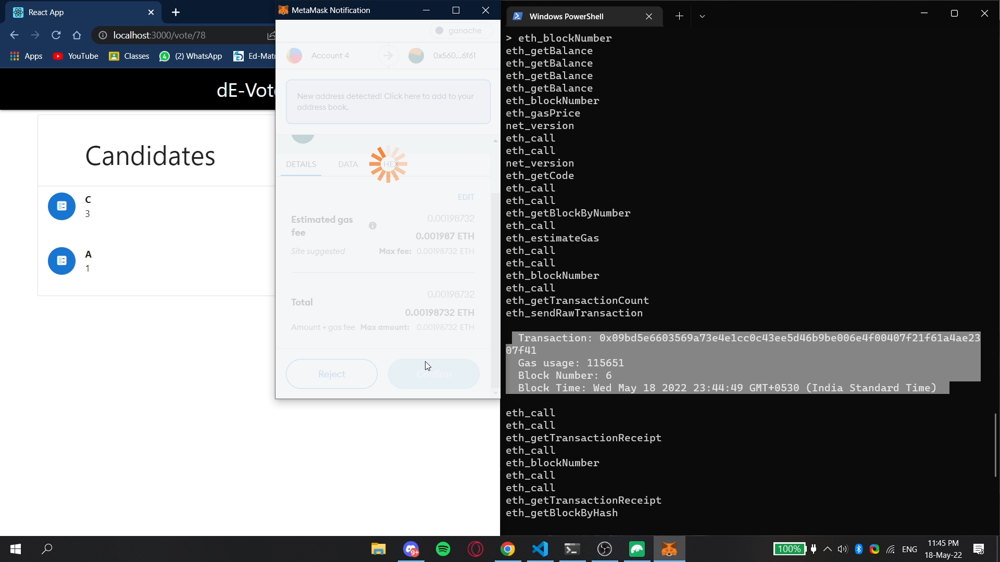 React App
localhost:3000/vote/78
Apps
YouTube
Classes
(2) WhatsApp
Ed-Mat
dE-Vot
Candidates
C
3
A
1
MetaMask Notification
ganache
Account 4
0x560...6f61
New address detected! Click here to add to your
address book.
DETAILS
DATA
HEX
EDIT
Estimated gas
fee
0.00198732
0.001987 ETH
Site suggested
Max fee: 0.00198732 ETH
Total
0.00198732
0.00198732 ETH
Amount + gas fee
Max amount: 0.00198732 ETH
Reject
Confirm
Windows PowerShell
> eth_blockNumber
eth_getBalance
eth_getBalance
eth_getBalance
eth_getBalance
eth_blockNumber
eth_gasPrice
net_version
eth_call
eth_call
net_version
eth_getCode
eth_call
eth_call
eth_getBlockByNumber
eth_call
eth_estimateGas
eth_call
eth_call
eth_blockNumber
eth_call
eth_getTransactionCount
eth_sendRawTransaction
Transaction: 0x09bd5e6603569a73e4e1cc0c43ee5d46b9be006e4f00407f21f61a4ae23
07f41
Gas usage: 115651
Block Number: 6
Block Time: Wed May 18 2022 23:44:49 GMT+0530 (India Standard Time)
eth_call
eth_call
eth_getTransactionReceipt
eth_call
eth_blockNumber
eth_call
eth_call
eth_getTransactionReceipt
eth_getBlockByHash
9+
100%
ENG
11:45 PM
18-May-22